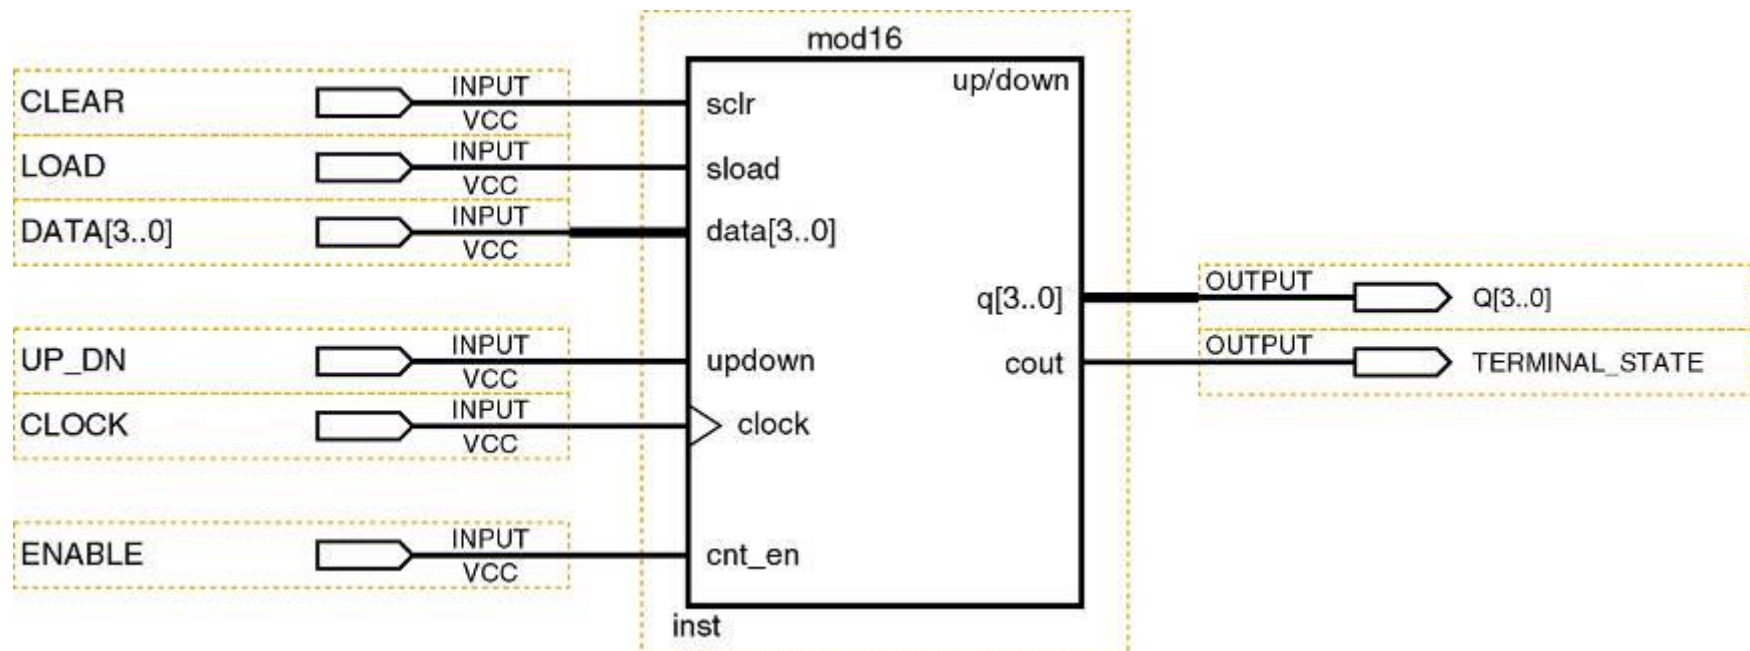 mod16
up/down
CLEAR
INPUT
VCC
sclr
LOAD
INPUT
VCC
sload
DATA[3..0]
INPUT
VCC
data[3..0]
q[3..0]
OUTPUT
Q[3..0]
UP_DN
INPUT
VCC
updown
cout
OUTPUT
TERMINAL_STATE
CLOCK
INPUT
VCC
clock
ENABLE
INPUT
VCC
cnt_en
inst